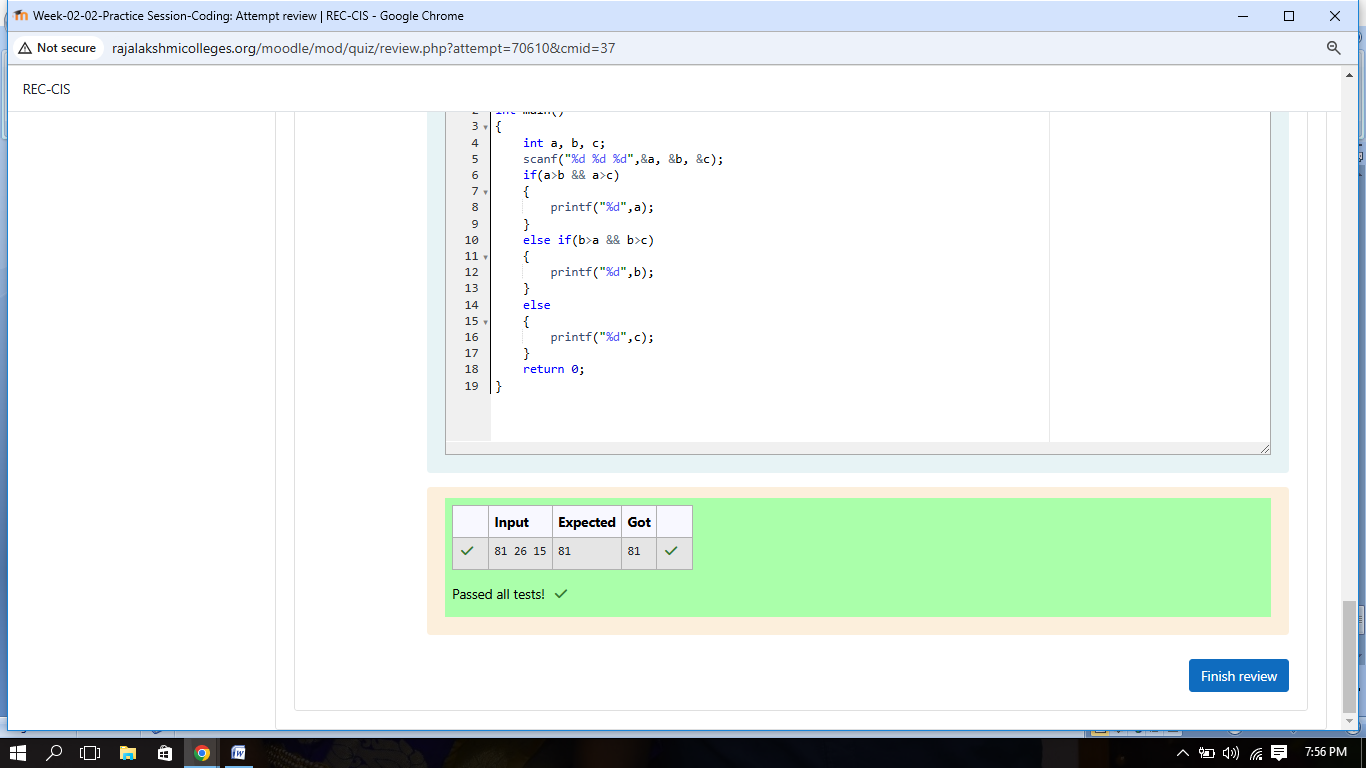 Week-02-02-Practice Session-Coding: Attempt review | REC-CIS - Google Chrome
Not secure rajalakshmicolleges.org/moodle/mod/quiz/review.php?attempt=70610&cmid=37
REC-CIS
2 int main()
3 {
4 int a, b, c;
5 scanf("%d %d %d",&a, &b, &c);
6 if(a>b && a>c)
7 {
8 printf("%d",a);
9 }
10 else if(b>a && b>c)
11 {
12 printf("%d",b);
13 }
14 else
15 {
16 printf("%d",c);
17 }
18 return 0;
19 }
Input Expected Got
81 26 15 81 81
Passed all tests!
Finish review
7:56 PM